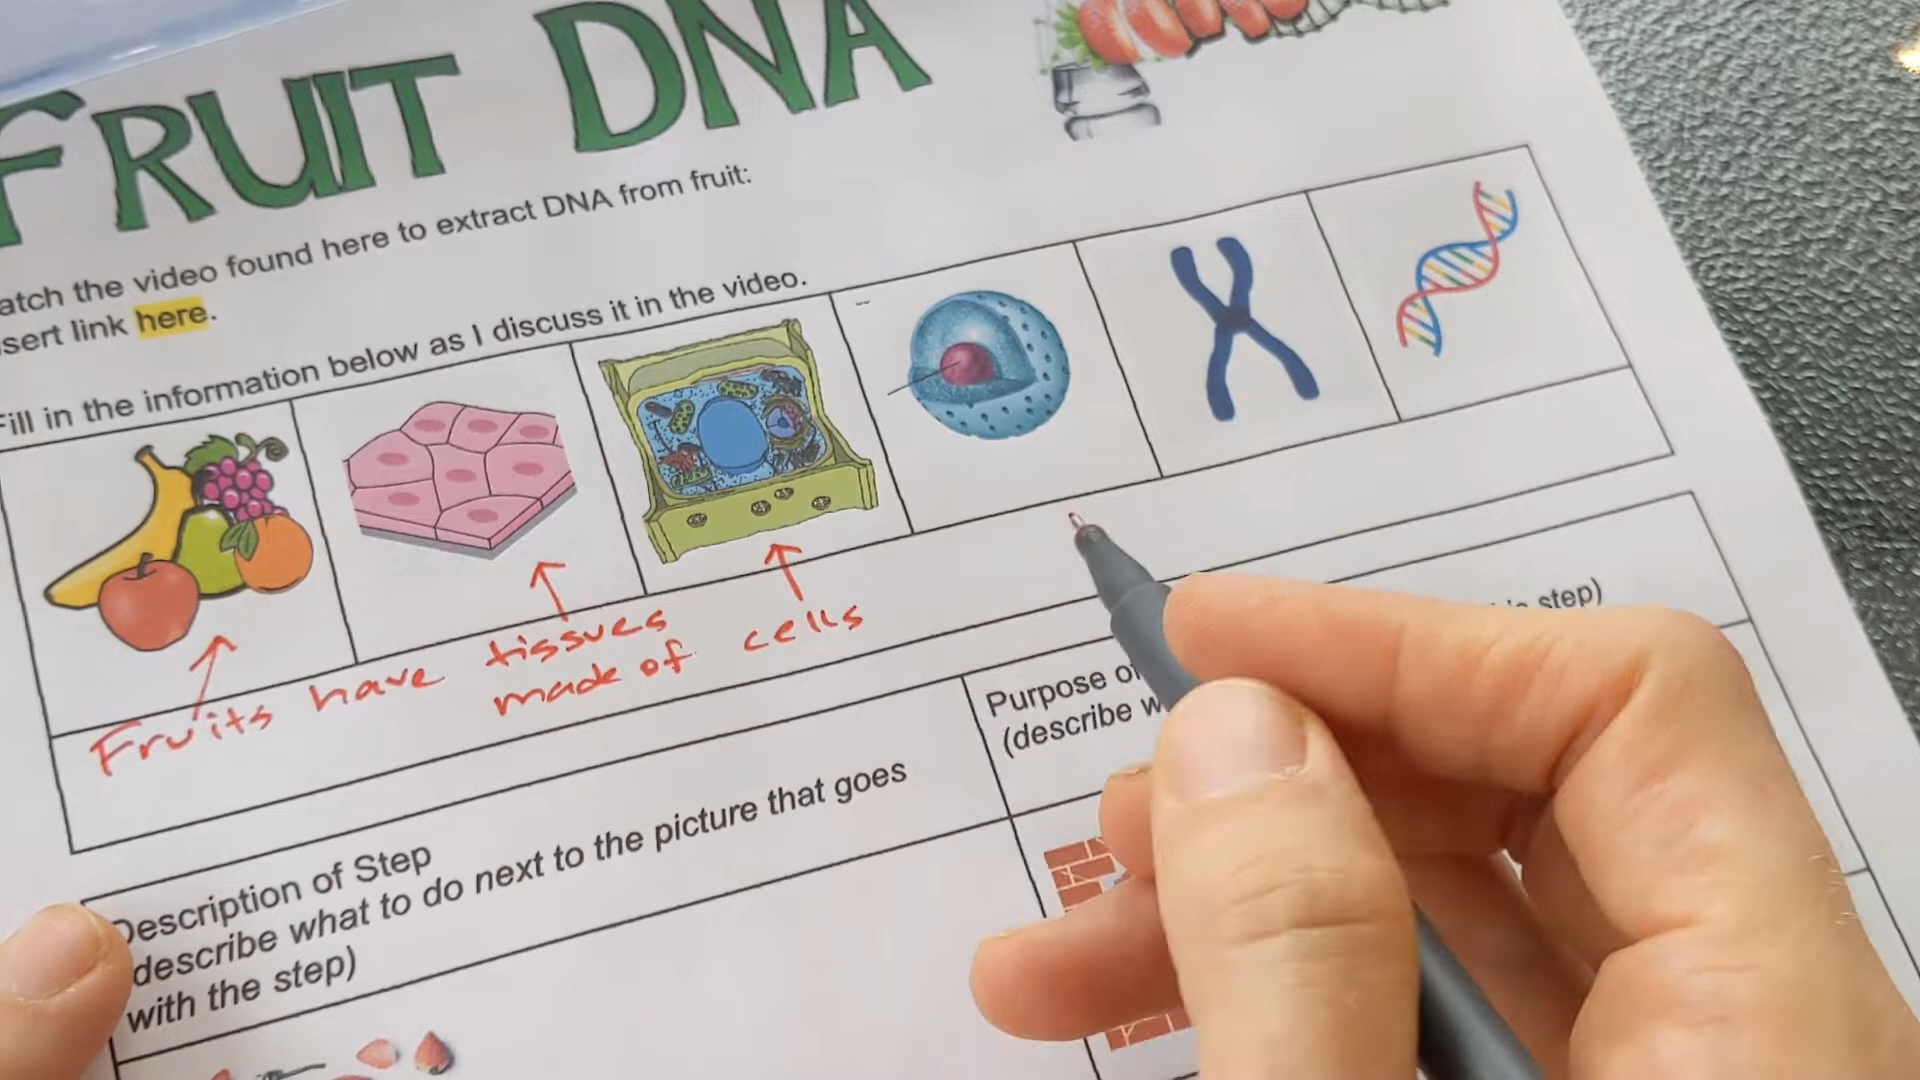 FRUIT DNA
atch the video found here to extract DNA from fruit:
sert link here.
Fill in the information below as I discuss it in the video.
Fruits have tissues cells
made of
Description of Step
describe what to do next to the picture that goes
with the step)
Purpose of
(describe w
step)